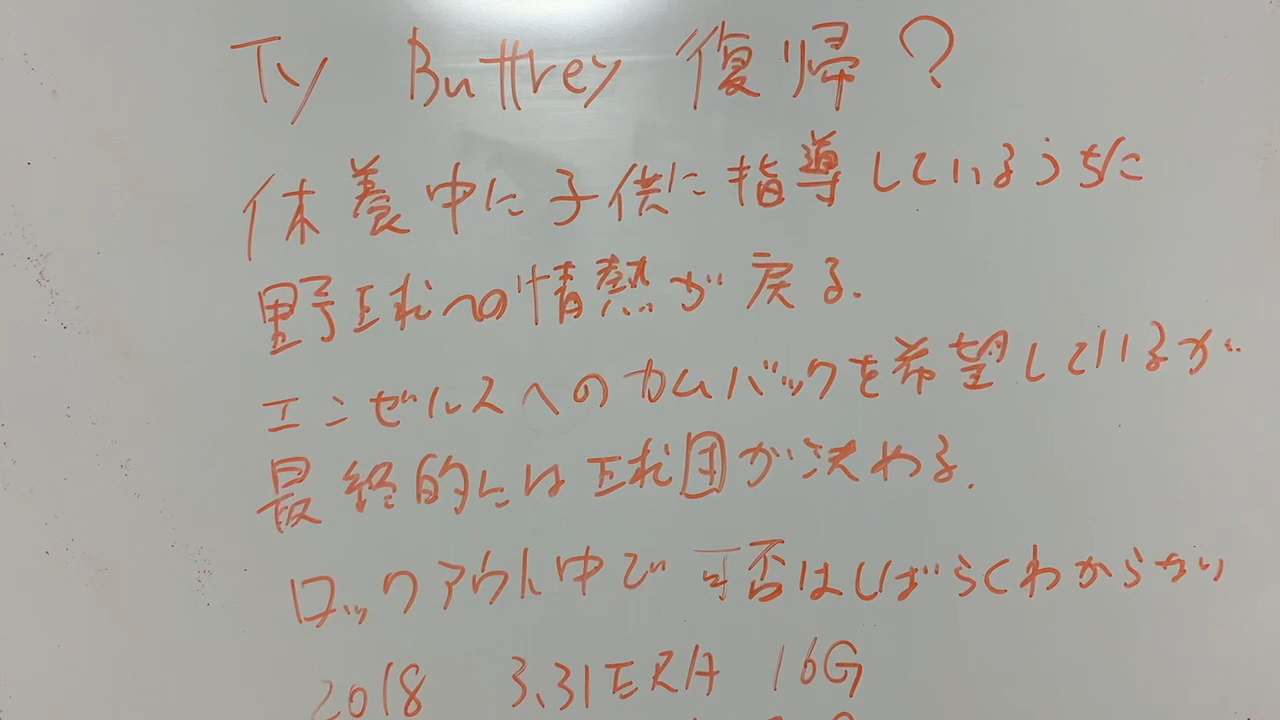 Ty Buttrey 復帰?
休養中に子供に指導しているうちに
野球への情熱が戻る.
エンゼルスへのカムバックを希望しているが
最終的には球団が決める.
ロックアウト中で可否はしばらくわからない
2018 3.31ERA 16G